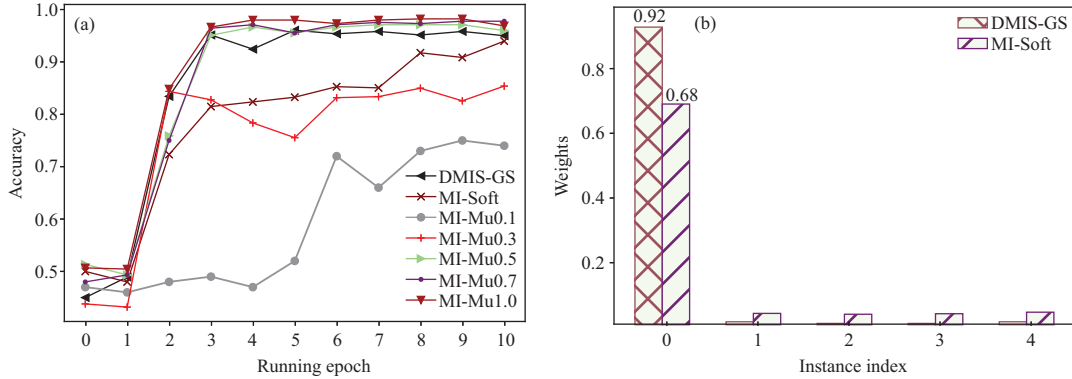 (a)
1.0
0.9
0.8
0.7
0.6
0.5
Accuracy
0 1 2 3 4 5 6 7 8 9 10
Running epoch
DMIS-GS
MI-Soft
MI-Mu0.1
MI-Mu0.3
MI-Mu0.5
MI-Mu0.7
MI-Mu1.0
(b)
0.92
0.68
DMIS-GS
MI-Soft
0.8
0.6
0.4
0.2
Weights
0 1 2 3 4
Instance index